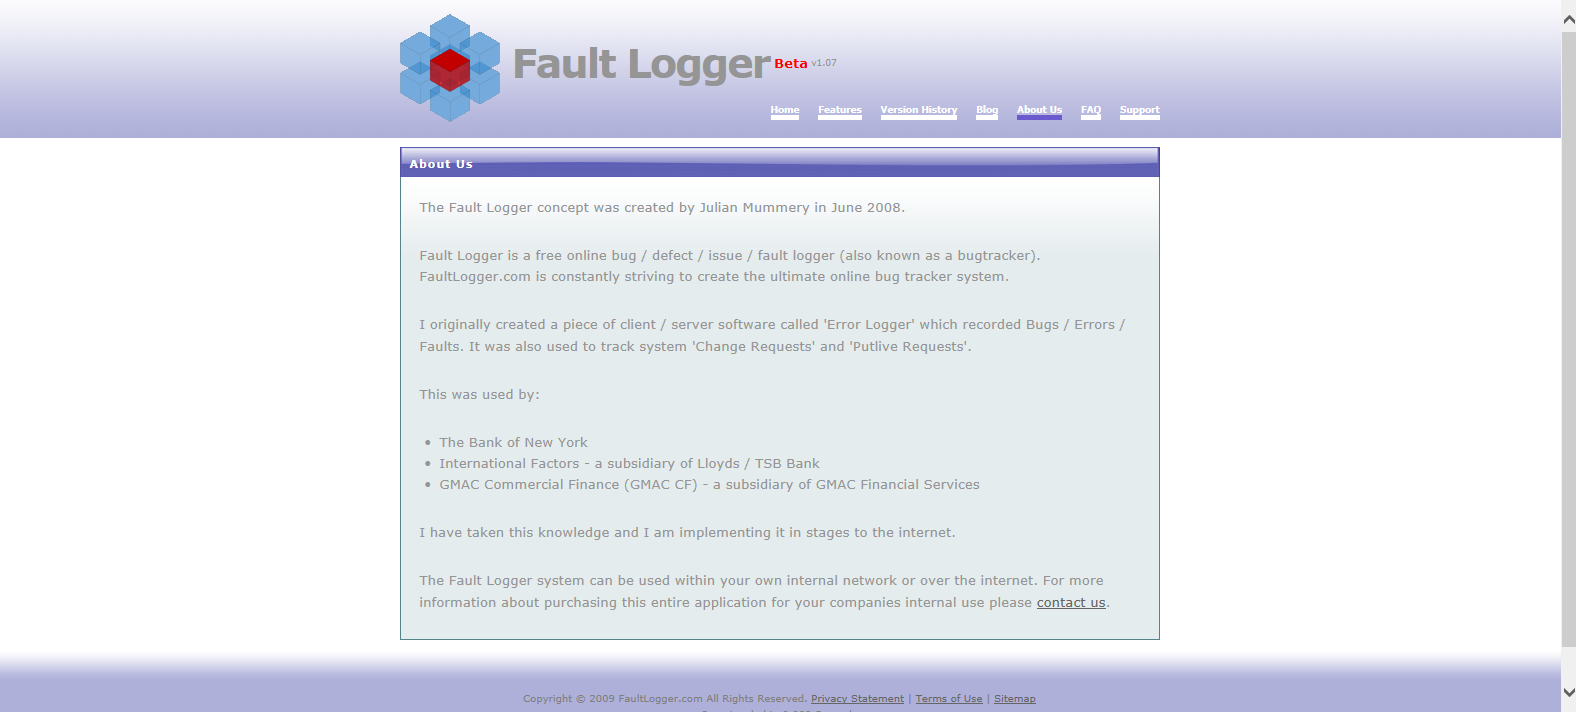 Fault Logger Beta v1.07
Home Features Version History Blog About Us FAQ Support
About Us
The Fault Logger concept was created by Julian Mummery in June 2008.
Fault Logger is a free online bug / defect / issue / fault logger (also known as a bugtracker).
FaultLogger.com is constantly striving to create the ultimate online bug tracker system.
I originally created a piece of client / server software called 'Error Logger' which recorded Bugs / Errors /
Faults. It was also used to track system 'Change Requests' and 'Putlive Requests'.
This was used by:
• The Bank of New York
• International Factors - a subsidiary of Lloyds / TSB Bank
• GMAC Commercial Finance (GMAC CF) - a subsidiary of GMAC Financial Services
I have taken this knowledge and I am implementing it in stages to the internet.
The Fault Logger system can be used within your own internal network or over the internet. For more
information about purchasing this entire application for your companies internal use please contact us.
Copyright © 2009 FaultLogger.com All Rights Reserved. Privacy Statement | Terms of Use | Sitemap